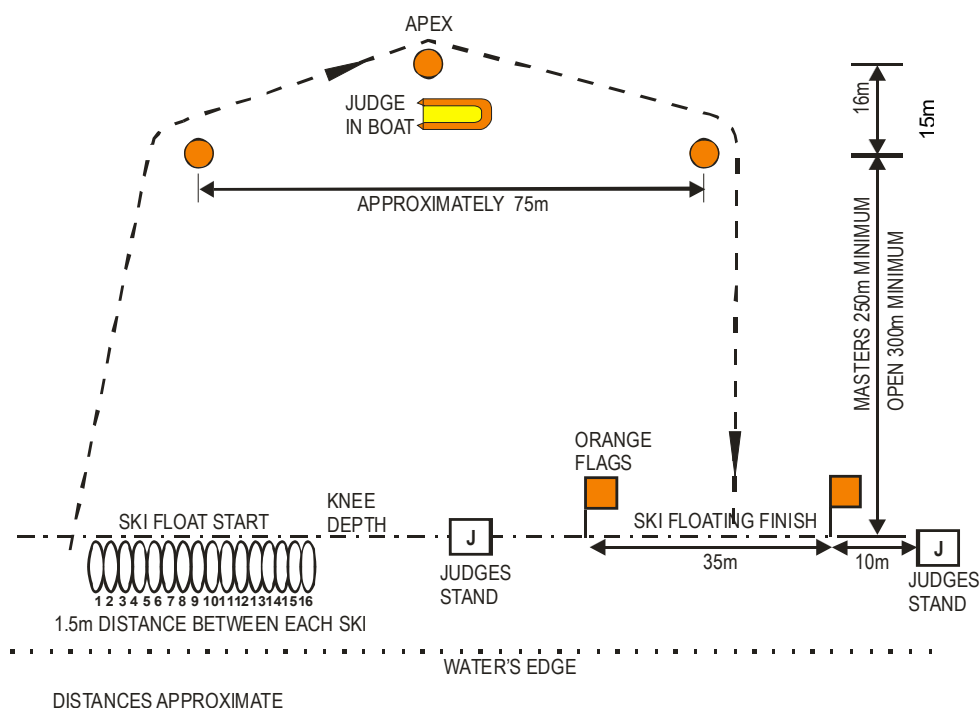 APEX
JUDGE
IN BOAT
16m
15m
APPROXIMATELY 75m
MASTERS 250m MINIMUM
OPEN 300m MINIMUM
ORANGE
FLAGS
KNEE
DEPTH
SKI FLOAT START
SKI FLOATING FINISH
J
J
35m
10m
JUDGES
STAND
JUDGES
STAND
1 2 3 4 5 6 7 8 9 10 11 12 13 14 15 16
1.5m DISTANCE BETWEEN EACH SKI
WATER'S EDGE
DISTANCES APPROXIMATE